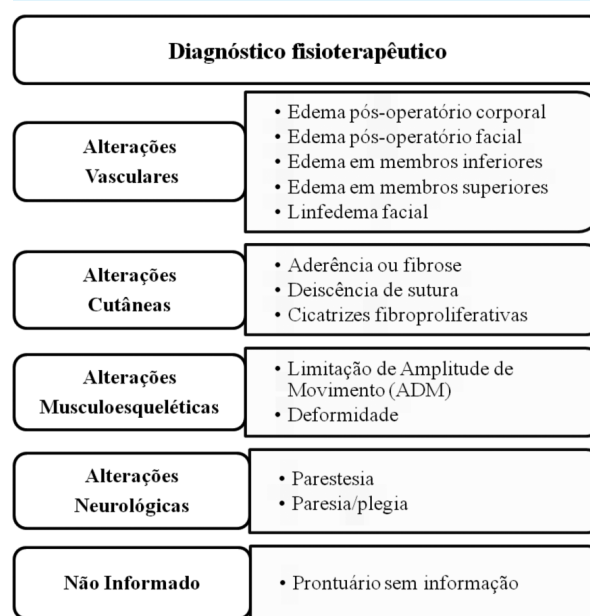 Diagnóstico fisioterapêutico
Alterações
Vasculares
• Edema pós-operatório corporal
• Edema pós-operatório facial
• Edema em membros inferiores
• Edema em membros superiores
• Linfedema facial
Alterações
Cutâneas
• Aderência ou fibrose
• Deiscência de sutura
• Cicatrizes fibroproliferativas
Alterações
Musculoesqueléticas
• Limitação de Amplitude de
Movimento (ADM)
• Deformidade
Alterações
Neurológicas
• Parestesia
• Paresia/plegia
Não Informado
• Prontuário sem informação